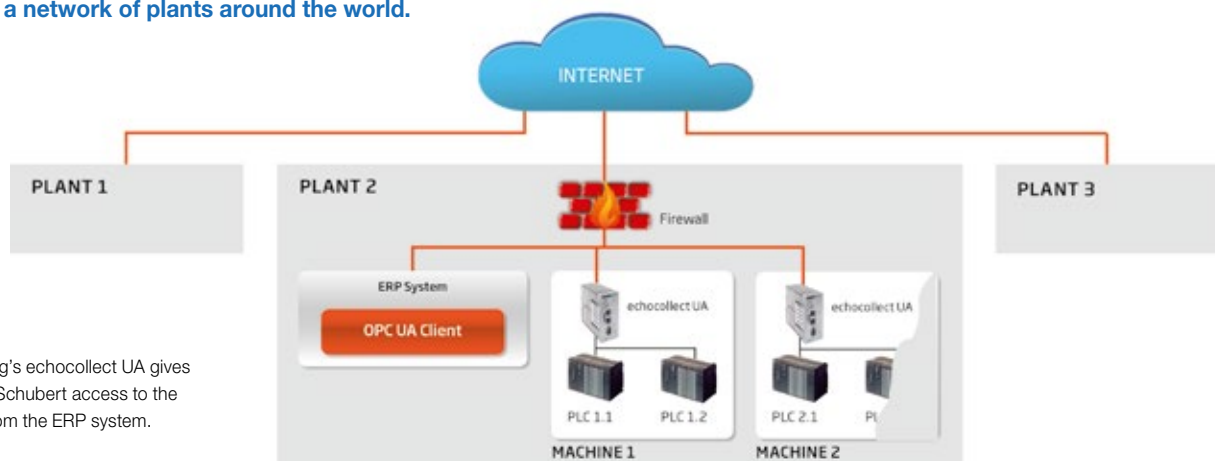 a network of plants around the world.
INTERNET
PLANT 1
PLANT 2
PLANT 3
Firewall
ERP System
OPC UA Client
echocollect UA
echocollect UA
PLC 1.1
PLC 1.2
PLC 2.1
MACHINE 1
MACHINE 2
g's echocollect UA gives
Schubert access to the
om the ERP system.